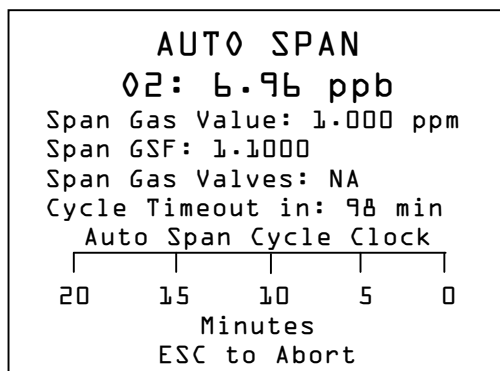 AUTO SPAN
O2: 6.96 ppb
Span Gas Value: 1.000 ppm
Span GSF: 1.1000
Span Gas Valves: NA
Cycle Timeout in: 98 min
Auto Span Cycle Clock
20 15 10 5 0
Minutes
ESC to Abort